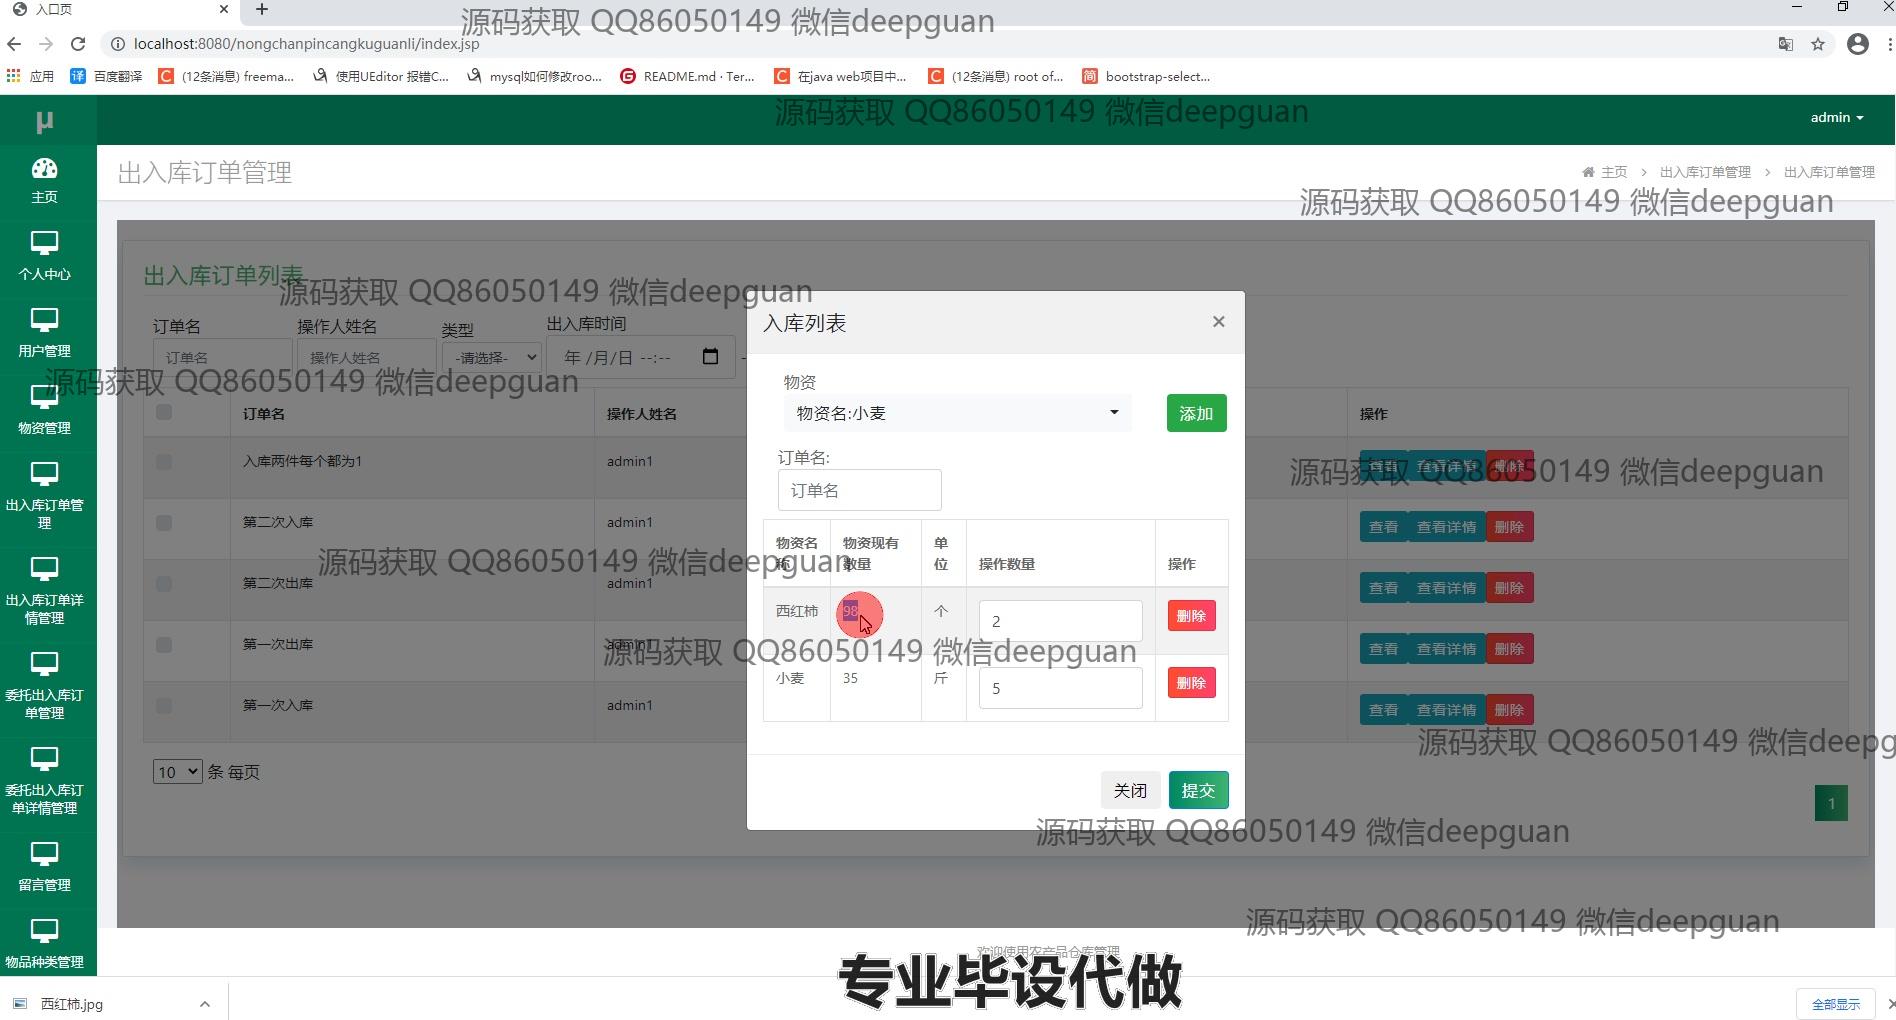 入口页
源码获取 QQ86050149 微信deepguan
localhost:8080/nongchanpincangkuguanli/index.jsp
应用 百度翻译 (12条消息) freema... 使用UEditor 报错C... mysql如何修改roo... README.md · Ter... 在java web项目中... (12条消息) root of... bootstrap-select...
μ
源码获取 QQ86050149 微信deepguan
admin
主页
个人中心
用户管理
物资管理
出入库订单管
理
出入库订单详
情管理
委托出入库订
单管理
委托出入库订
单详情管理
留言管理
物品种类管理
出入库订单管理
主页 > 出入库订单管理 > 出入库订单管理
源码获取 QQ86050149 微信deepguan
出入库订单列表
源码获取 QQ86050149 微信deepguan
订单名 操作人姓名 类型 出入库时间
订单名 操作人姓名 -请选择- 年 /月/日 --:-- -
源码获取 QQ86050149 微信deepguan
订单名 操作人姓名 操作
入库两件每个都为1 admin1 查看 查看详情 删除
源码获取 QQ86050149 微信deepguan
第二次入库 admin1 查看 查看详情 删除
源码获取 QQ86050149 微信deepguan
第二次出库 admin1 查看 查看详情 删除
第一次出库 admin1 查看 查看详情 删除
源码获取 QQ86050149 微信deepguan
第一次入库 admin1 查看 查看详情 删除
源码获取 QQ86050149 微信deepg
10 条 每页
1
入库列表 ×
物资
物资名:小麦 添加
订单名:
订单名
物资名称 物资现有数量 单位 操作数量 操作
西红柿 98 个 2 删除
小麦 35 斤 5 删除
关闭 提交
源码获取 QQ86050149 微信deepguan
源码获取 QQ86050149 微信deepguan
欢迎使用农产品仓库管理
专业毕设代做
西红柿.jpg
全部显示